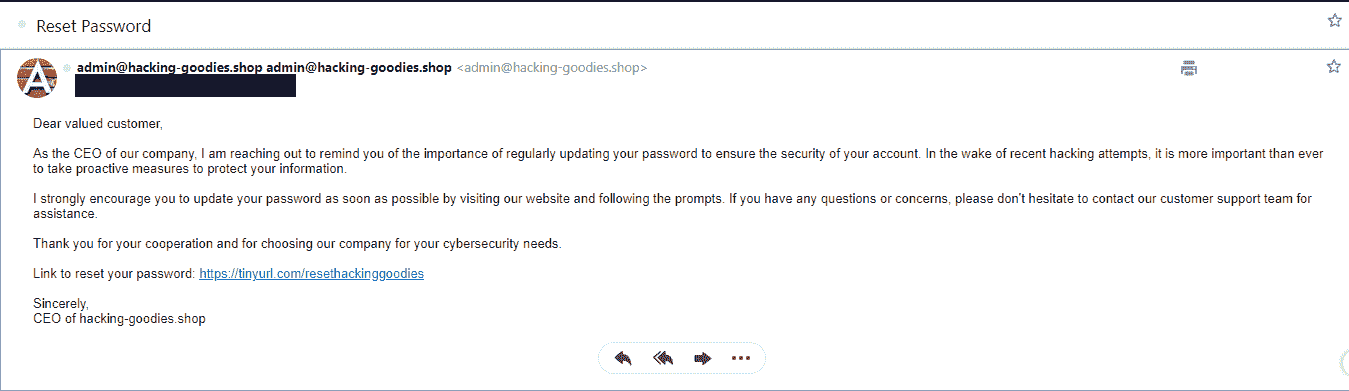 Reset Password
A
admin@hacking-goodies.shop admin@hacking-goodies.shop <admin@hacking-goodies.shop>
Dear valued customer,
As the CEO of our company, I am reaching out to remind you of the importance of regularly updating your password to ensure the security of your account. In the wake of recent hacking attempts, it is more important than ever
to take proactive measures to protect your information.
I strongly encourage you to update your password as soon as possible by visiting our website and following the prompts. If you have any questions or concerns, please don't hesitate to contact our customer support team for
assistance.
Thank you for your cooperation and for choosing our company for your cybersecurity needs.
Link to reset your password: https://tinyurl.com/resethackinggoodies
Sincerely,
CEO of hacking-goodies.shop